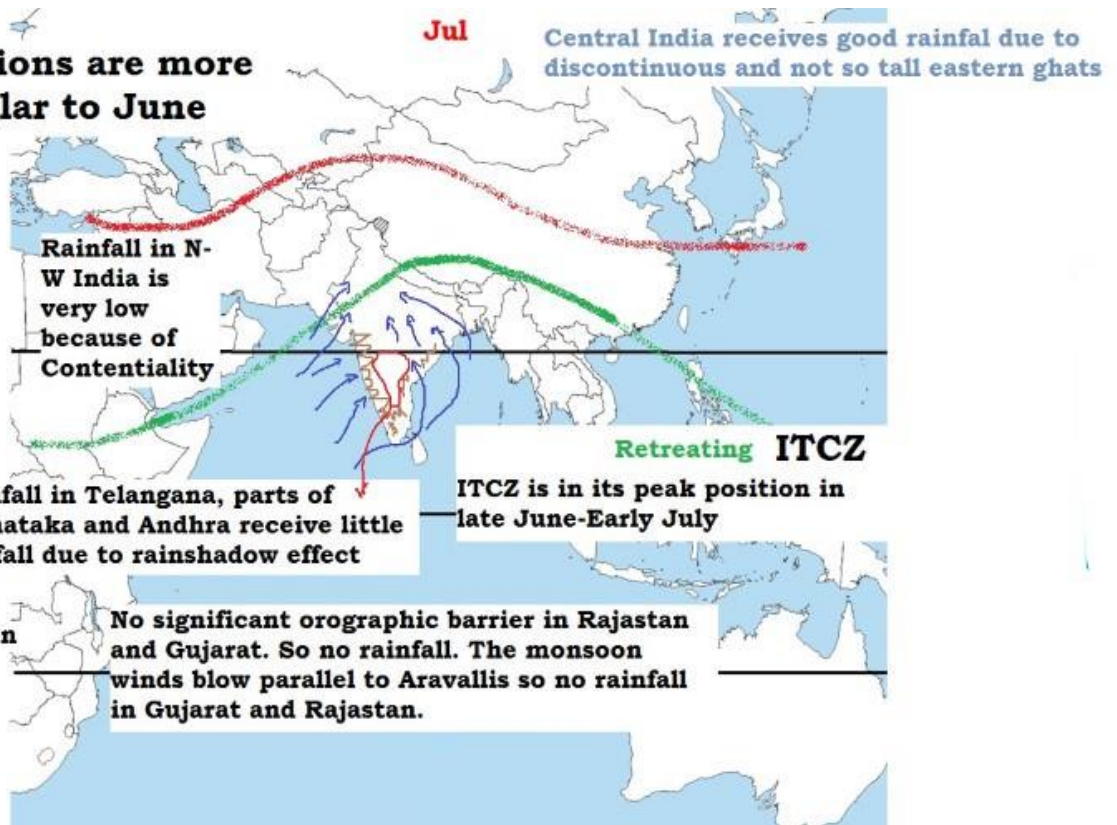 Jul
Central India receives good rainfal due to
discontinuous and not so tall eastern ghats
ions are more
lar to June
Rainfall in N-
W India is
very low
because of
Contentiality
Retreating ITCZ
ITCZ is in its peak position in
late June-Early July
fall in Telangana, parts of
nataka and Andhra receive little
fall due to rainshadow effect
n
No significant orographic barrier in Rajastan
and Gujarat. So no rainfall. The monsoon
winds blow parallel to Aravallis so no rainfall
in Gujarat and Rajastan.